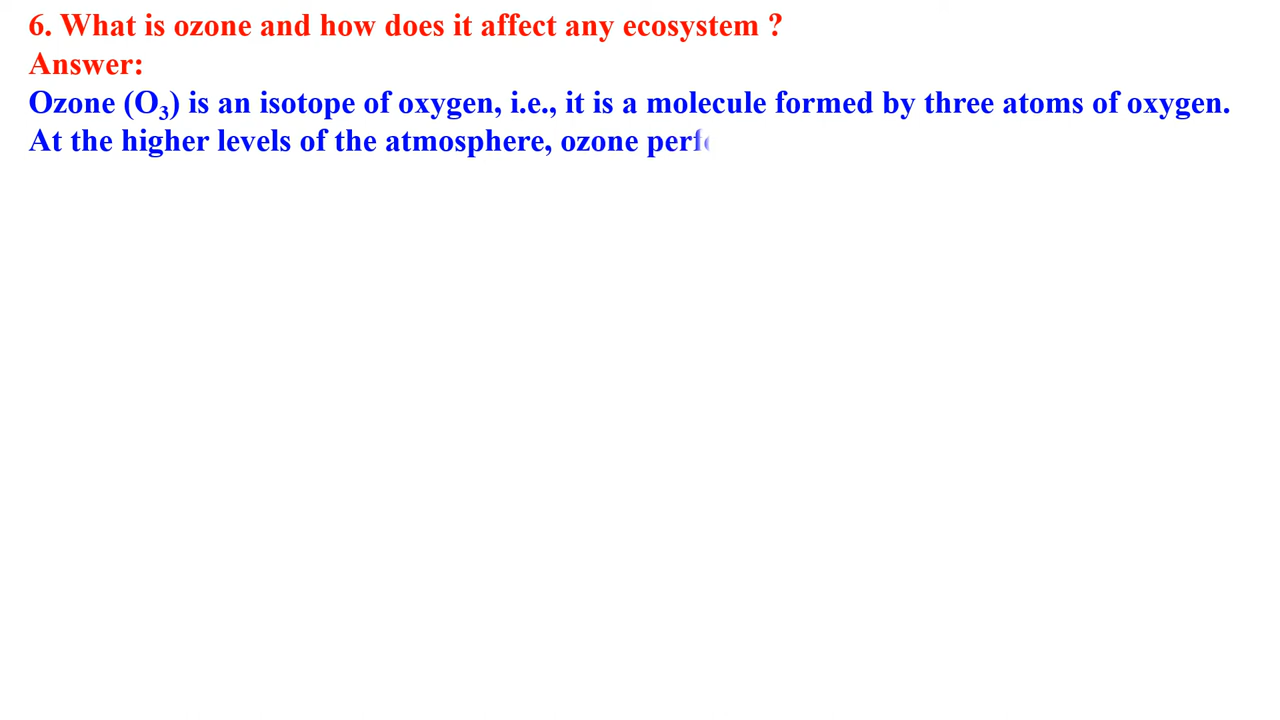 6. What is ozone and how does it affect any ecosystem ?
Answer:
Ozone (O₃) is an isotope of oxygen, i.e., it is a molecule formed by three atoms of oxygen.
At the higher levels of the atmosphere, ozone